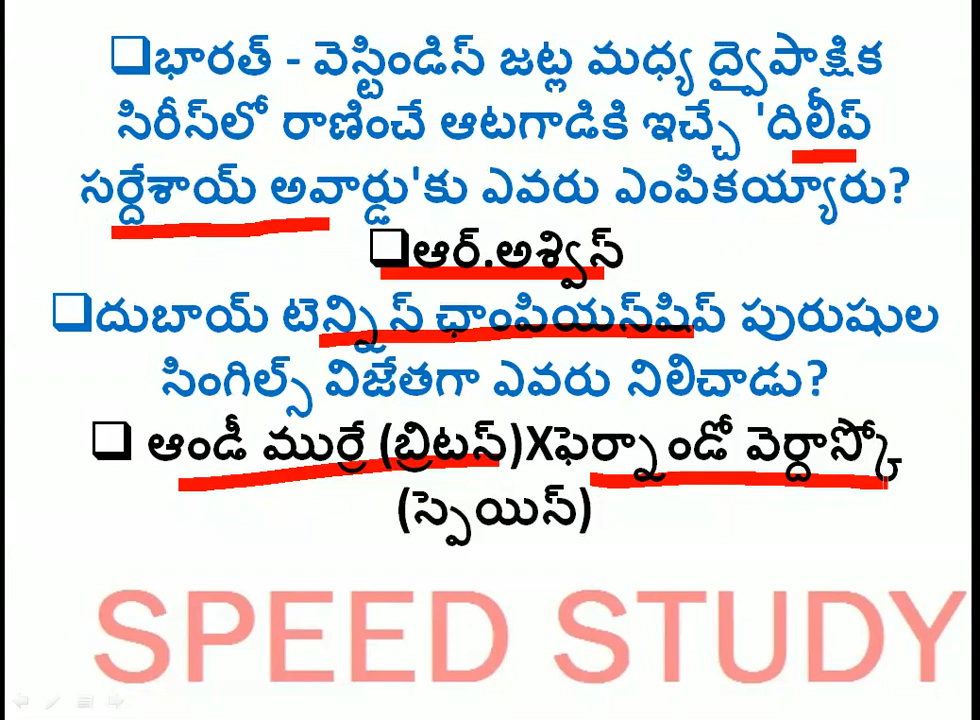 ❑భారత్ - వెస్టిండిస్ జట్ల మధ్య ద్వైపాక్షిక
సిరీస్‌లో రాణించే ఆటగాడికి ఇచ్చే 'దిలీప్
సర్దేశాయ్ అవార్డు'కు ఎవరు ఎంపికయ్యారు?
❑ఆర్.అశ్విన్
❑దుబాయ్ టెన్నిస్ ఛాంపియన్‌షిప్ పురుషుల
సింగిల్స్ విజేతగా ఎవరు నిలిచాడు?
❑ ఆండీ ముర్రే (బ్రిటన్)Xఫెర్నాండో వెర్దాస్కో
(స్పెయిన్)
SPEED STUDY